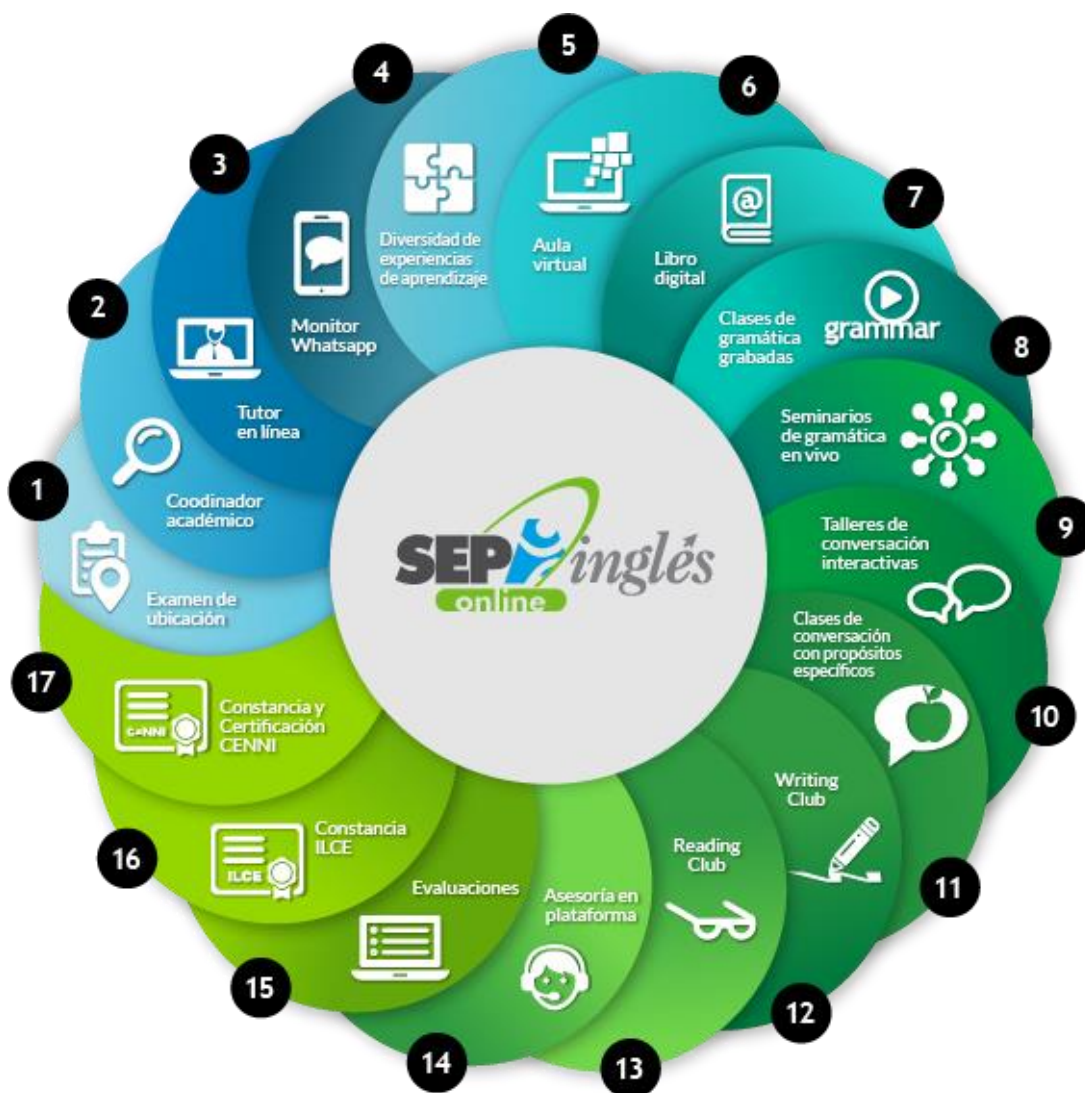 1
Examen de
ubicación
2
Coodinador
académico
3
Tutor
en línea
4
Monitor
Whatsapp
5
Diversidad de
experiencias
de aprendizaje
6
Aula
virtual
7
Libro
digital
8
Clases de
gramática
grabadas
grammar
9
Seminarios
de gramática
en vivo
10
Talleres de
conversación
interactivas
11
Clases de
conversación
con propósitos
específicos
12
Writing
Club
13
Reading
Club
14
Asesoría en
plataforma
15
Evaluaciones
16
Constancia
ILCE
ILCE
17
Constancia y
Certificación
CENNI
CENNI
SEP inglés
online